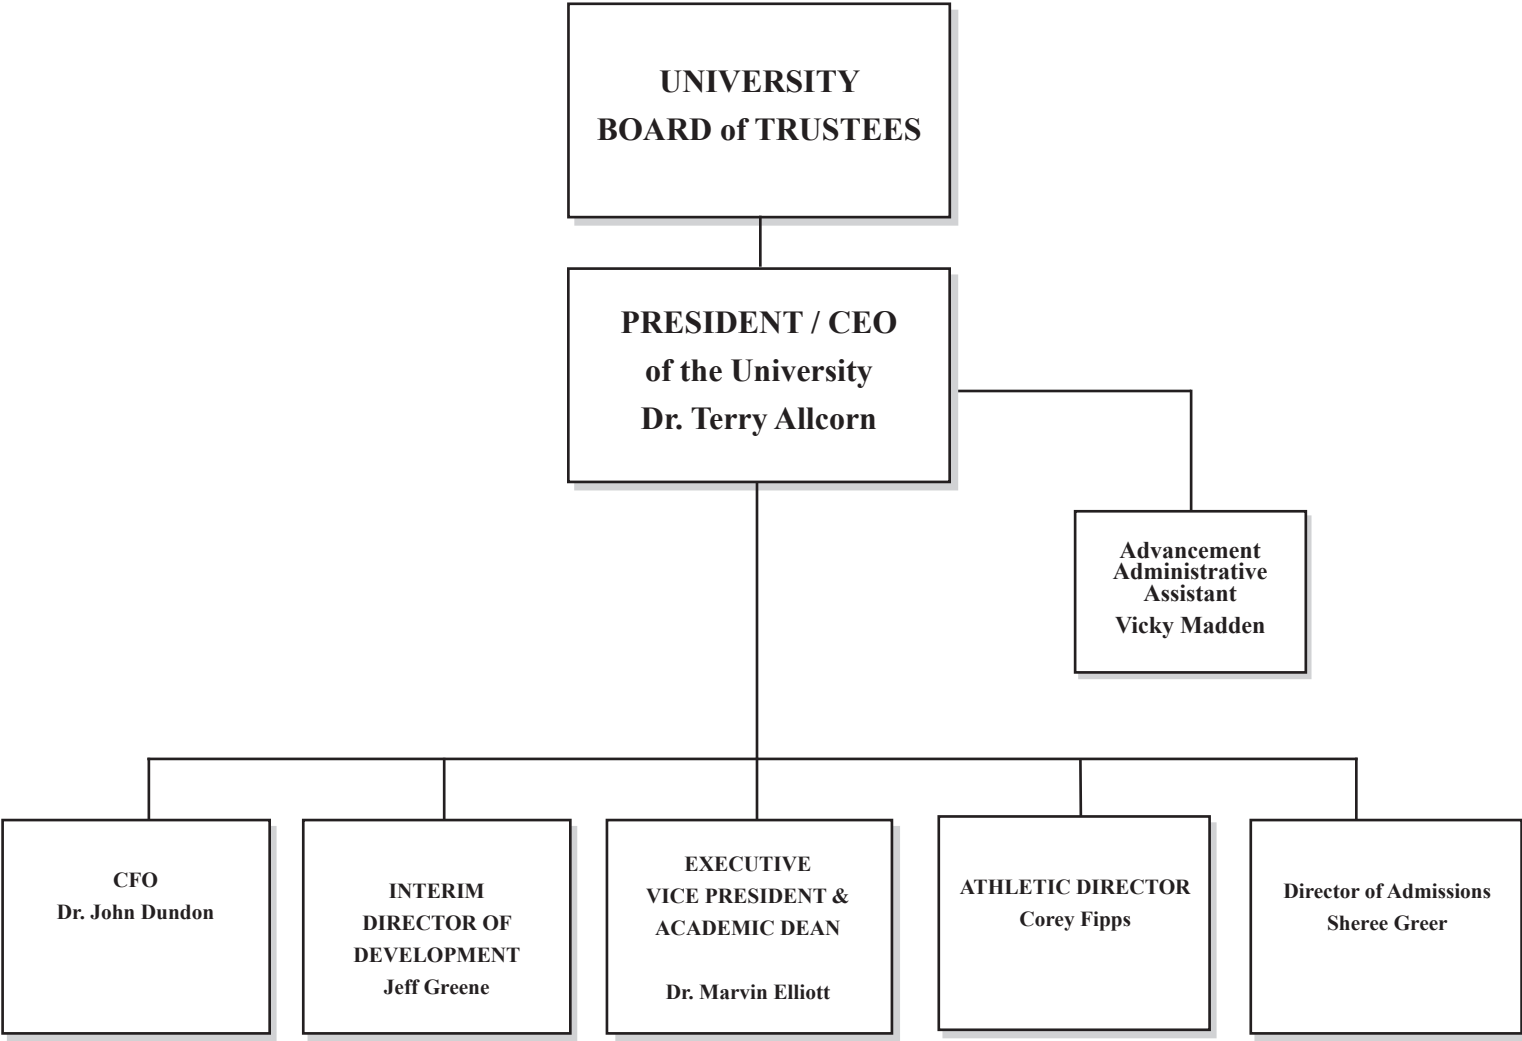 UNIVERSITY
BOARD of TRUSTEES
PRESIDENT / CEO
of the University
Dr. Terry Allcorn
Advancement
Administrative
Assistant
Vicky Madden
CFO
Dr. John Dundon
INTERIM
DIRECTOR OF
DEVELOPMENT
Jeff Greene
EXECUTIVE
VICE PRESIDENT &
ACADEMIC DEAN
Dr. Marvin Elliott
ATHLETIC DIRECTOR
Corey Fipps
Director of Admissions
Sheree Greer